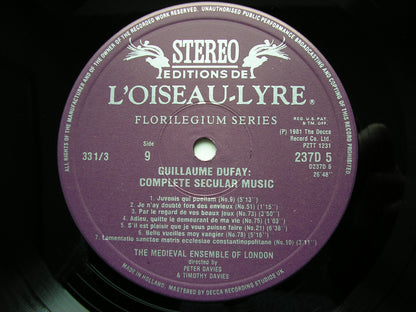 ALL RIGHTS OF THE MANUFACTURER AND OF THE OWNER OF THE RECORDED WORK RESERVED. UNAUTHORISED PUBLIC PERFORMANCE BROADCASTING AND COPYING OF THIS RECORD PROHIBITED
STEREO
EDITIONS DE
L'OISEAU-LYRE®
FLORILEGIUM SERIES
REG. U.S. PAT
& TM. OFF.
Side
33 1/3
9
℗ 1981 The Decca
Record Co. Ltd.
PZTT 1231
237D 5
D237D 6
26'48"
GUILLAUME DUFAY:
COMPLETE SECULAR MUSIC
1. Juvenis qui puellam (No.9) (5'13")
2. Je n'ay doubté fors des envieux (No 51) (1'15")
3. Par le regard de vos beaux jeux (No 73) (3'50")
4. Adieu, quitte le demeurant de ma vie (No 75) (1'03")
5. S'il est plaisir que je vous puisse faire (No 21) (6'38")
6. Belle vueilles moy vangier (No 78) (5'16")
7. Lamentatio sanctae matris ecclesiae constantinopolitanae (No.10) (3'11")
THE MEDIEVAL ENSEMBLE OF LONDON
directed by
PETER DAVIES
& TIMOTHY DAVIES
MADE IN HOLLAND. MASTERED BY DECCA RECORDING STUDIOS UK